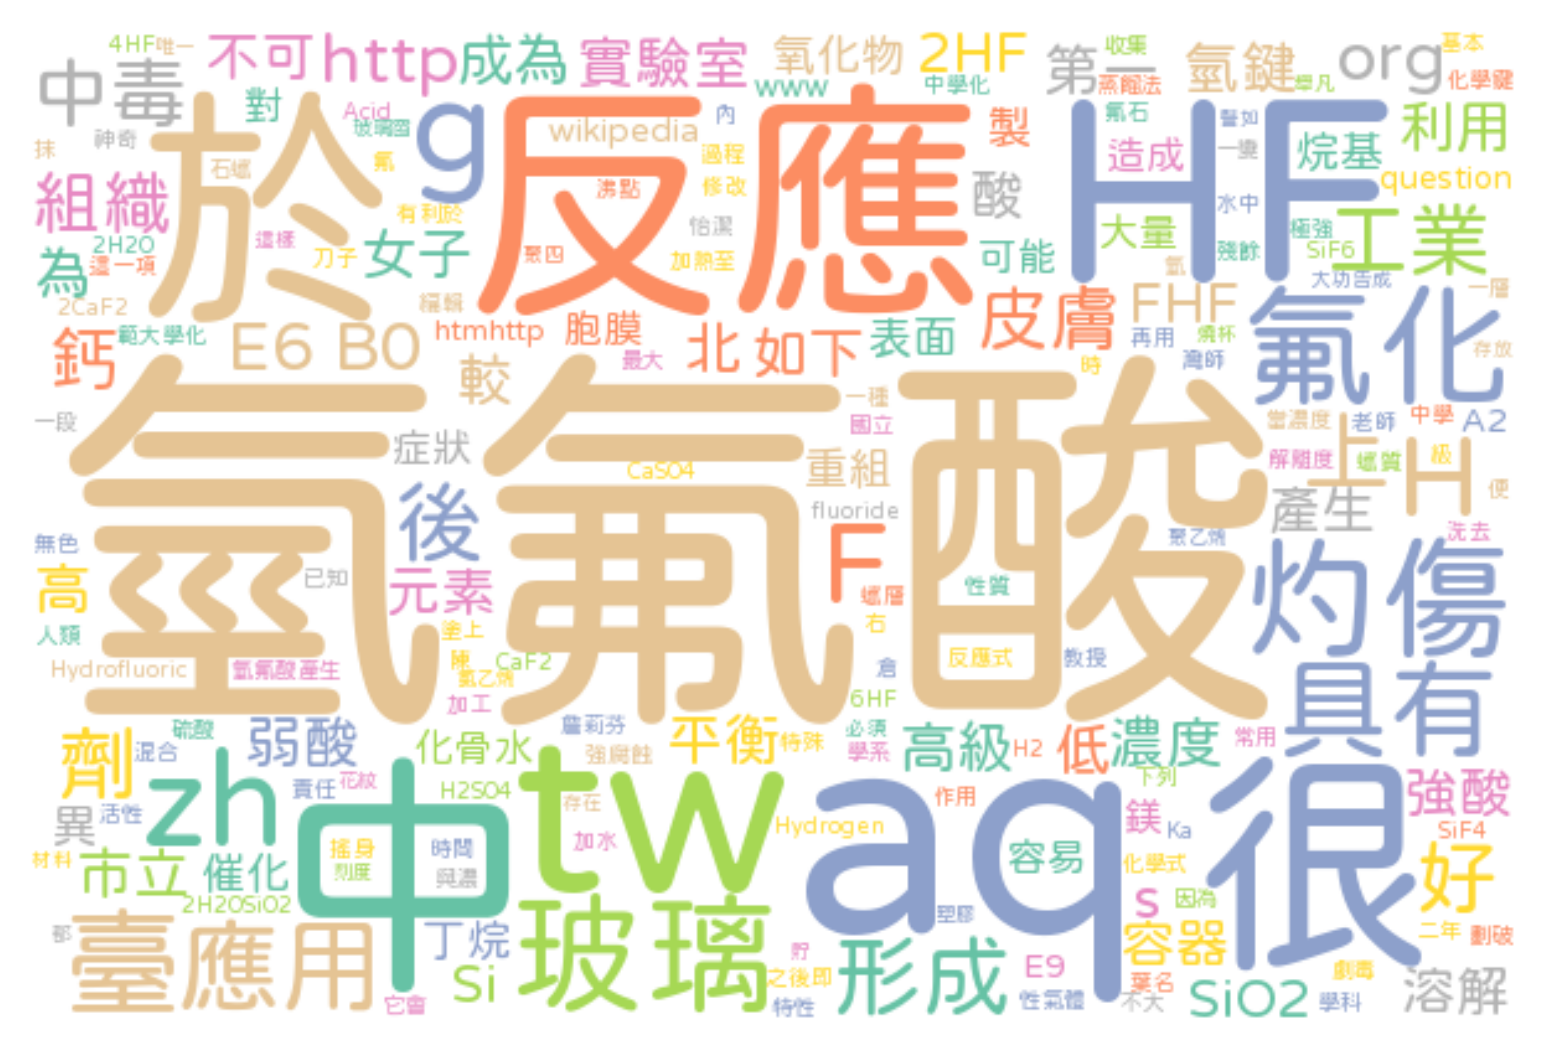 4HF
唯一
不可
http
成為
實驗室
氧化物
2HF
第一
收集
氫鍵
org
基本
中毒
對
Acid
g
www
中學化
蒸餾法
舉凡
化學鍵
神奇
玻璃窗
wikipedia
內
製
氟石
譬如
利用
抹
於
石蠟
氟
反應
過程
HF
造成
一變
烷基
組織
沸點
修改
酸
question
有利於
怡潔
大量
水中
極強
工業
2H2O
這樣
女子
聚四
加熱至
可能
殘餘
SiF6
為
這一項
刀子
氫
大功告成
2CaF2
編輯
皮膚
FHF
氟化
一層
鈣
範大學化
E6
B0
htmhttp
胞膜
北
如下
表面
再用
燒杯
存放
較
最大
時
灣師
氫氟酸
一種
一段
國立
當濃度
老師
中學
A2
症狀
CaSO4
重組
解離度
上
蠟質
級
H
後
fluoride
產生
便
無色
F
聚乙烯
洗去
高
已知
元素
蠟層
性質
灼傷
人類
塗上
右
Hydrofluoric
氫氟酸產生
陳
CaF2
氯乙烯
倉
反應式
教授
加工
6HF
具有
劑
硫酸
弱酸
化骨水
詹莉芬
平衡
特殊
必須
高級
H2
低
濃度
常用
混合
強腐蝕
學系
下列
zh
責任
花紋
H2SO4
tw
存在
aq
作用
很
強酸
異
活性
中
加水
Hydrogen
鎂
Ka
SiF4
材料
市立
催化
搖身
時間
容易
化學式
好
刻度
與濃
2H2OSiO2
s
因為
臺
應用
丁烷
玻璃
塑膠
容器
二年
劃破
都
Si
貯
形成
E9
劇毒
之後即
葉名
溶解
它會
特性
性氣體
不大
SiO2
學科